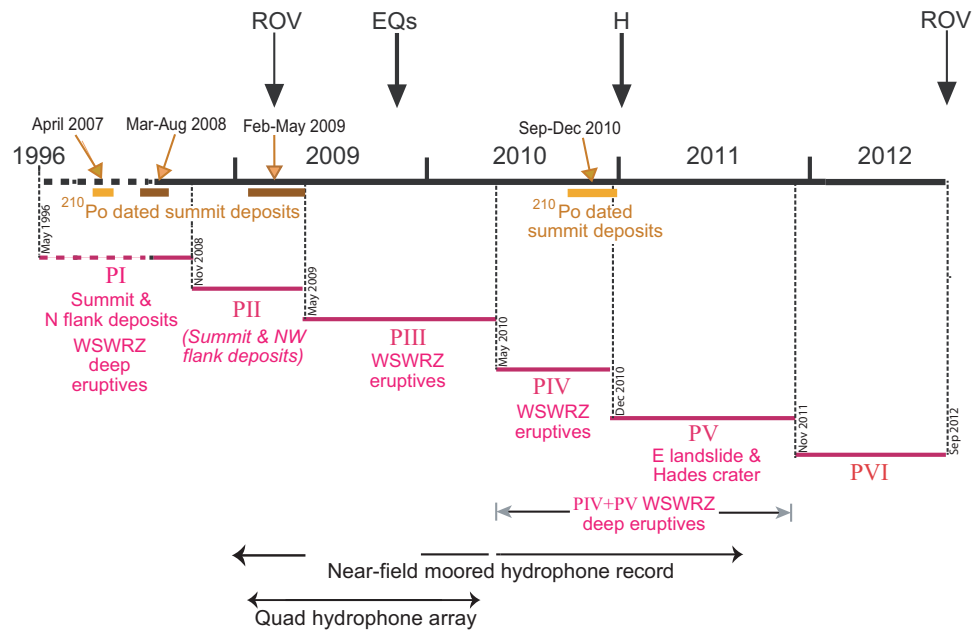 ROV
EQs
H
ROV
April 2007
Mar-Aug 2008
Feb-May 2009
Sep-Dec 2010
1996
2009
2010
2011
2012
210Po dated summit deposits
210Po dated
summit deposits
May 1996
Nov 2008
May 2009
May 2010
Dec 2010
Nov 2011
Sep 2012
PI
Summit &
N flank deposits
WSWRZ
deep
eruptives
PII
(Summit & NW
flank deposits)
PIII
WSWRZ
eruptives
PIV
WSWRZ
eruptives
PV
E landslide &
Hades crater
PVI
PIV+PV WSWRZ
deep eruptives
Near-field moored hydrophone record
Quad hydrophone array